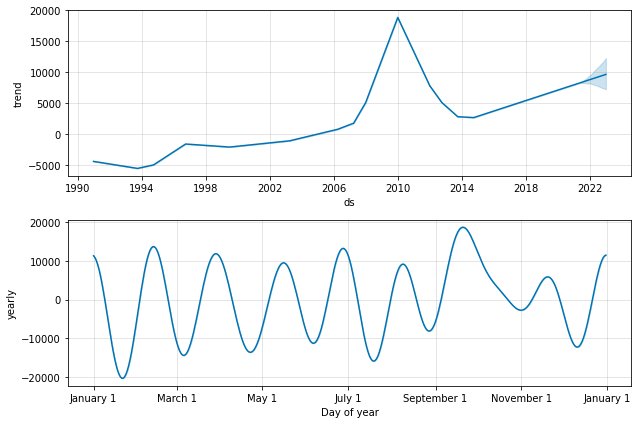 20000
15000
10000
5000
0
−5000
trend
1990 1994 1998 2002 2006 2010 2014 2018 2022
ds
20000
10000
0
−10000
−20000
yearly
January 1 March 1 May 1 July 1 September 1 November 1 January 1
Day of year